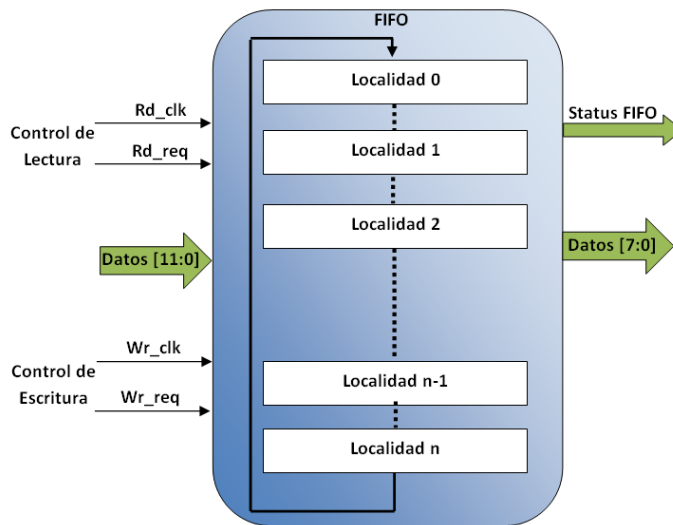 FIFO
Localidad 0
Rd_clk
Control de
Lectura
Rd_req
Status FIFO
Localidad 1
Localidad 2
Datos [11:0]
Datos [7:0]
Wr_clk
Control de
Escritura
Wr_req
Localidad n-1
Localidad n